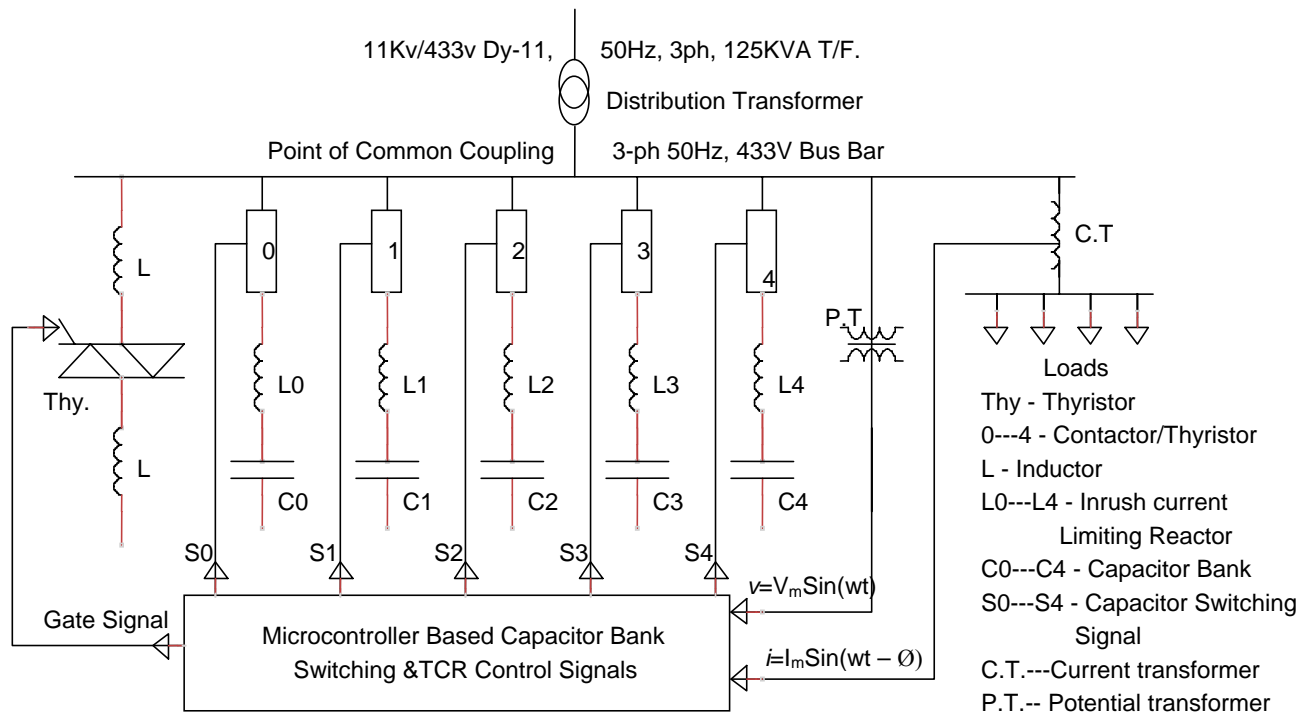 11Kv/433v Dy-11, 50Hz, 3ph, 125KVA T/F.
Distribution Transformer
Point of Common Coupling 3-ph 50Hz, 433V Bus Bar
0
1
2
3
4
C.T
L
P.T
L0
L1
L2
L3
L4
Thy.
L
C0
C1
C2
C3
C4
Loads
Thy - Thyristor
0---4 - Contactor/Thyristor
L - Inductor
L0---L4 - Inrush current
Limiting Reactor
C0---C4 - Capacitor Bank
S0---S4 - Capacitor Switching
Signal
C.T.---Current transformer
P.T.-- Potential transformer
S0
S1
S2
S3
S4
v=VmSin(wt)
Gate Signal
Microcontroller Based Capacitor Bank
Switching &TCR Control Signals
i=ImSin(wt – Ø)